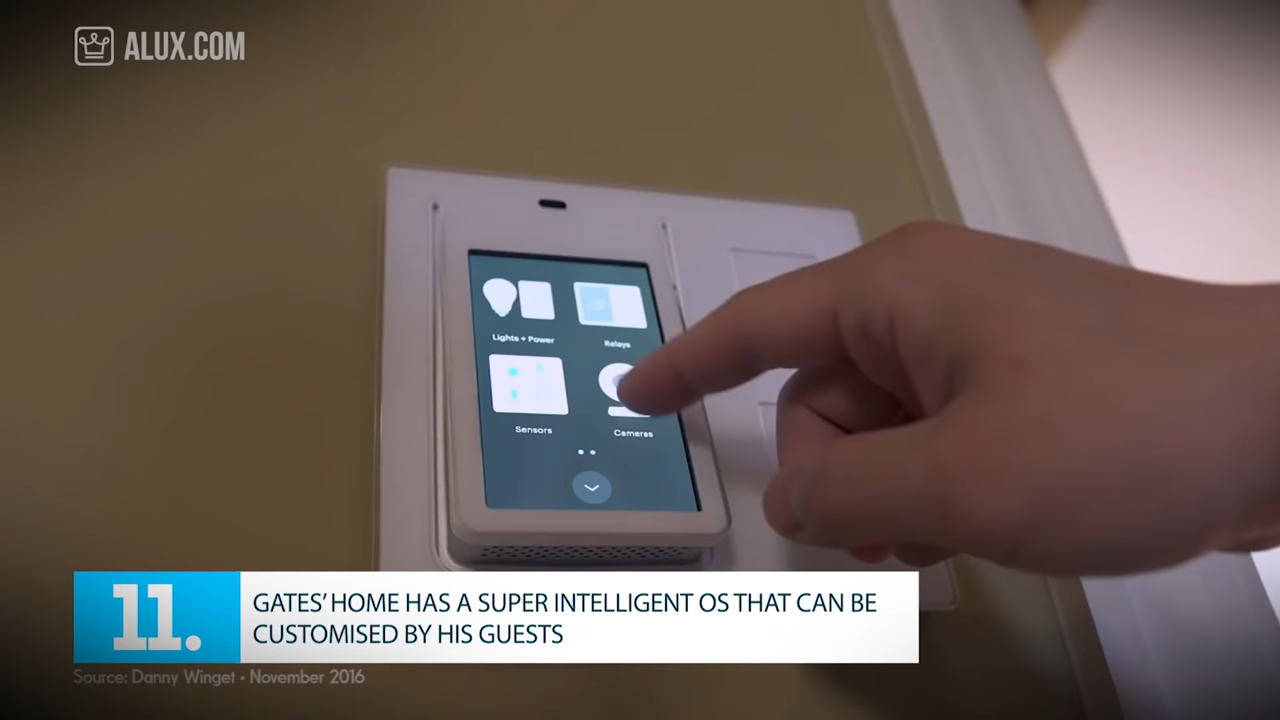 ALUX.COM
Lights + Power
Relays
Sensors
Cameras
11.
GATES' HOME HAS A SUPER INTELLIGENT OS THAT CAN BE
CUSTOMISED BY HIS GUESTS
Source: Danny Winget • November 2016